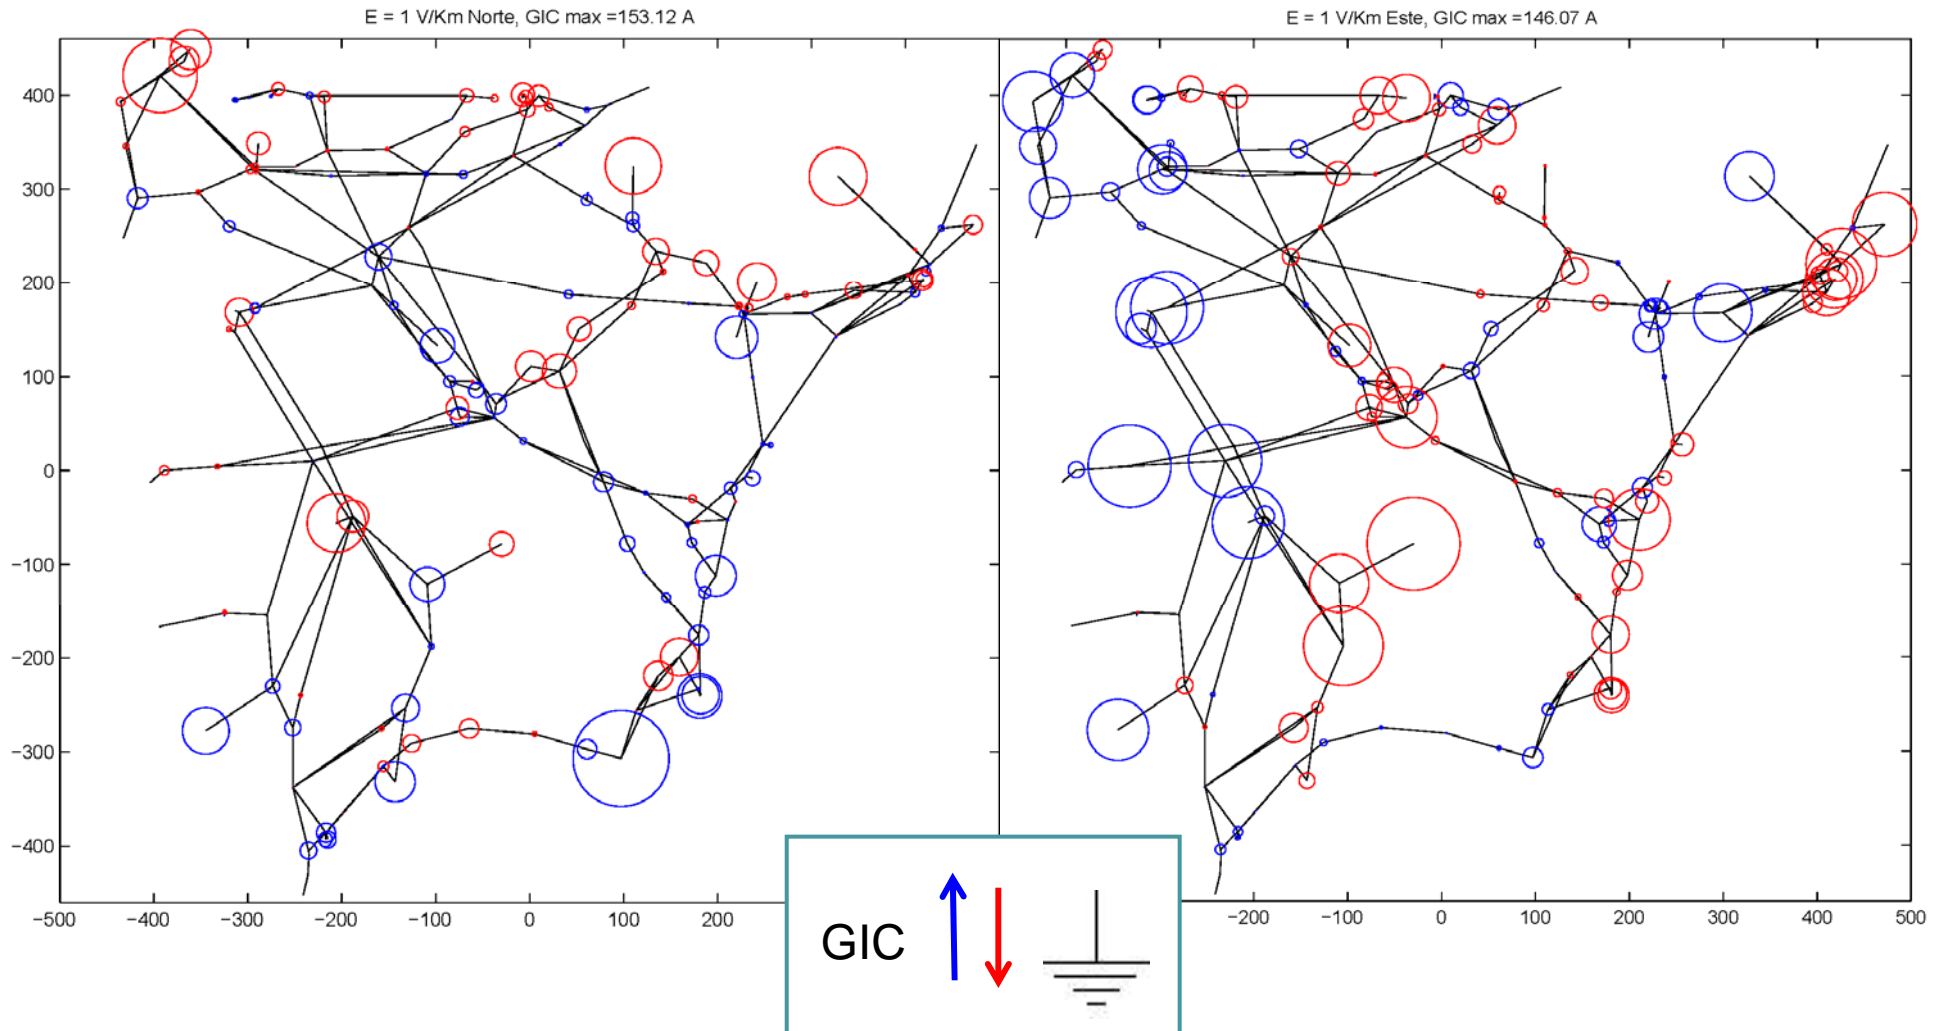 E = 1 V/Km Norte, GIC max =153.12 A
E = 1 V/Km Este, GIC max =146.07 A
400
300
200
100
0
−100
−200
−300
−400
−500 −400 −300 −200 −100 0 100 200
−200 −100 0 100 200 300 400 500
GIC